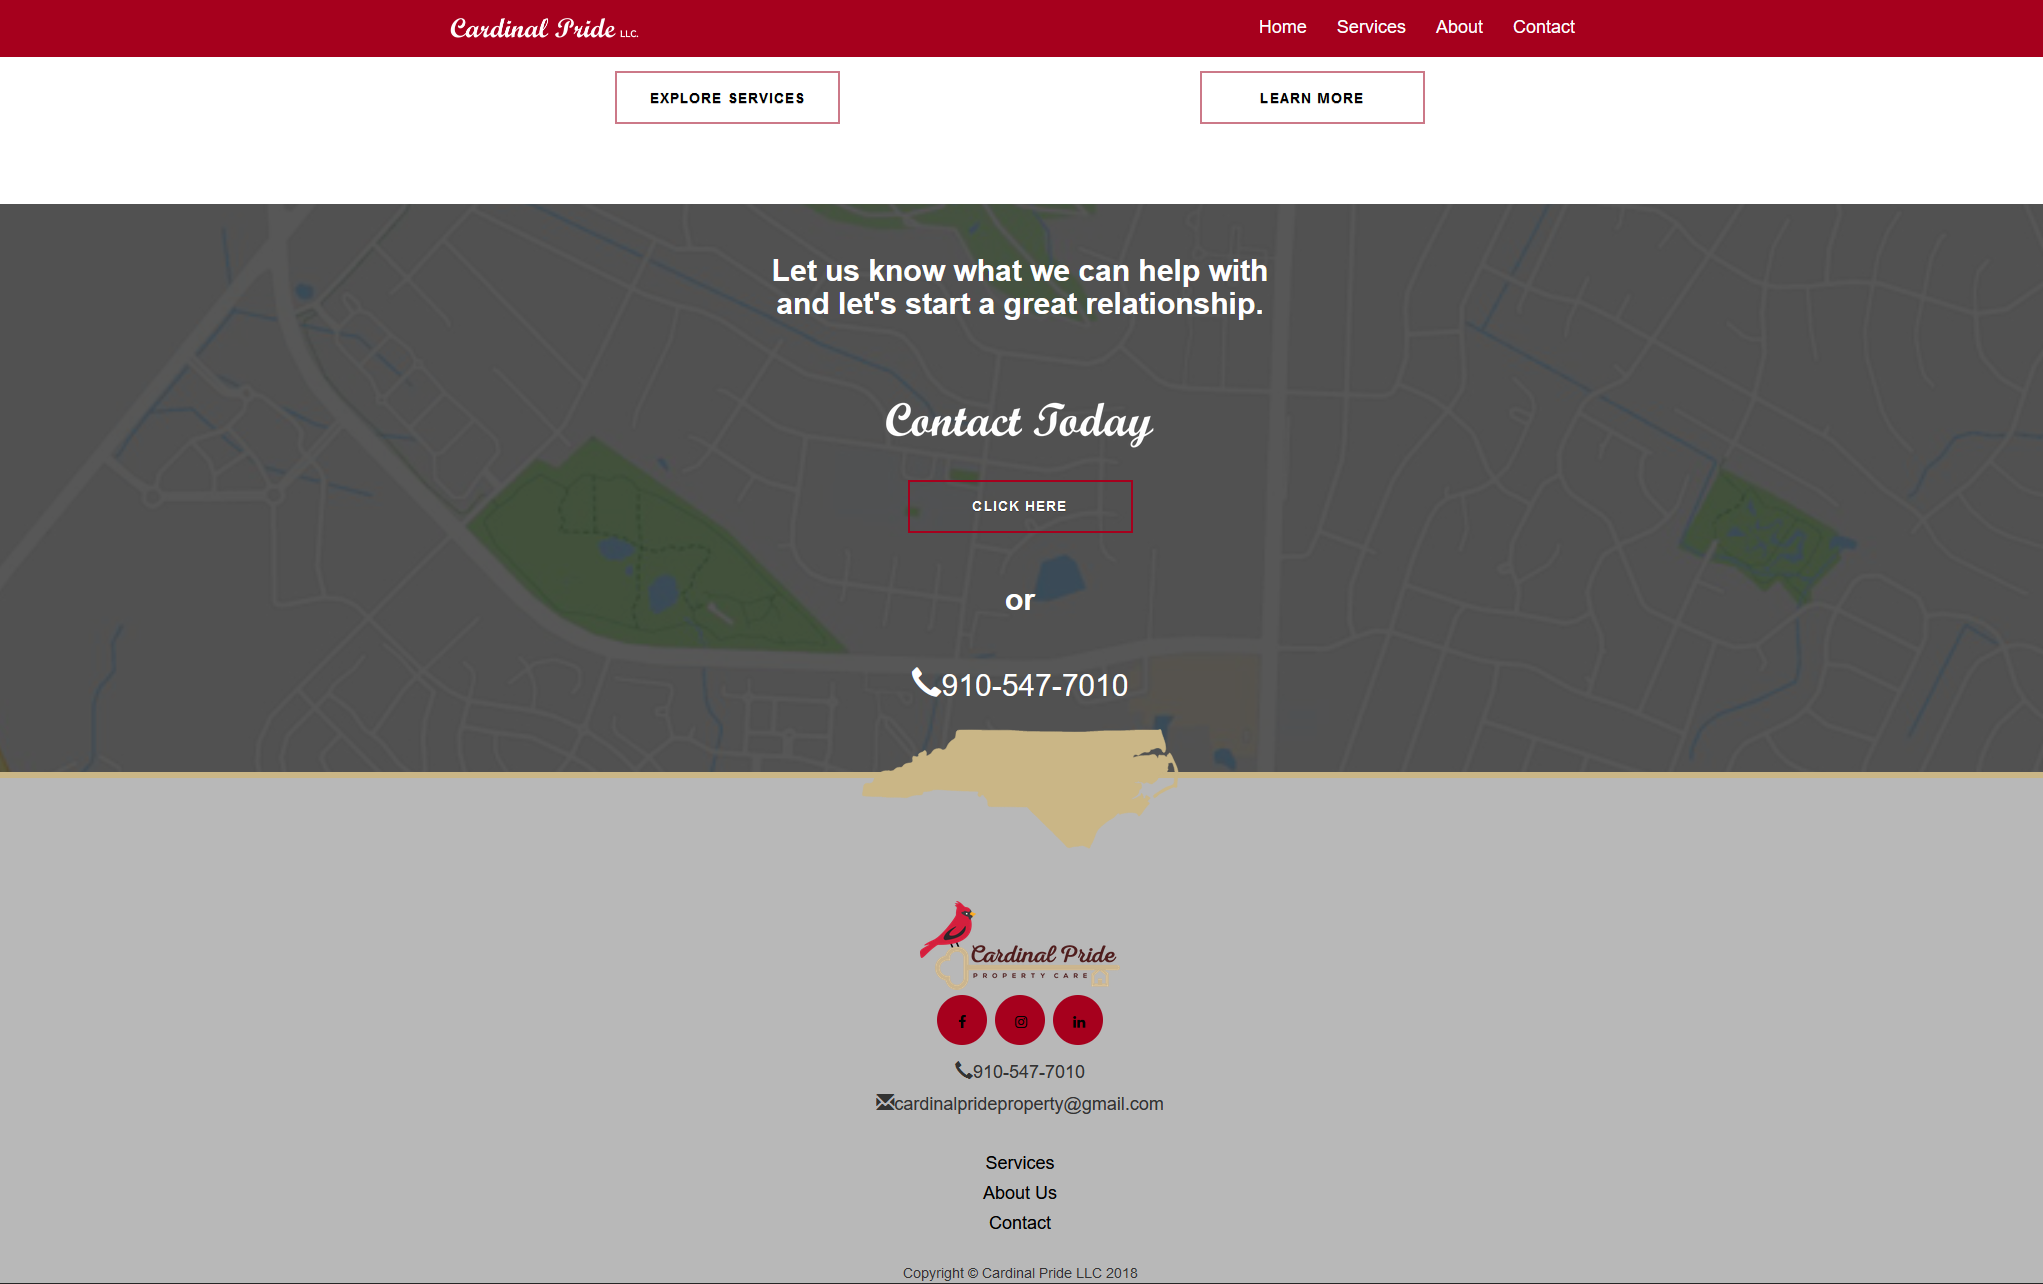 Cardinal Pride LLC.
Home Services About Contact
EXPLORE SERVICES
LEARN MORE
Let us know what we can help with
and let's start a great relationship.
Contact Today
CLICK HERE
or
910-547-7010
Cardinal Pride
PROPERTY CARE
910-547-7010
cardinalprideproperty@gmail.com
Services
About Us
Contact
Copyright © Cardinal Pride LLC 2018